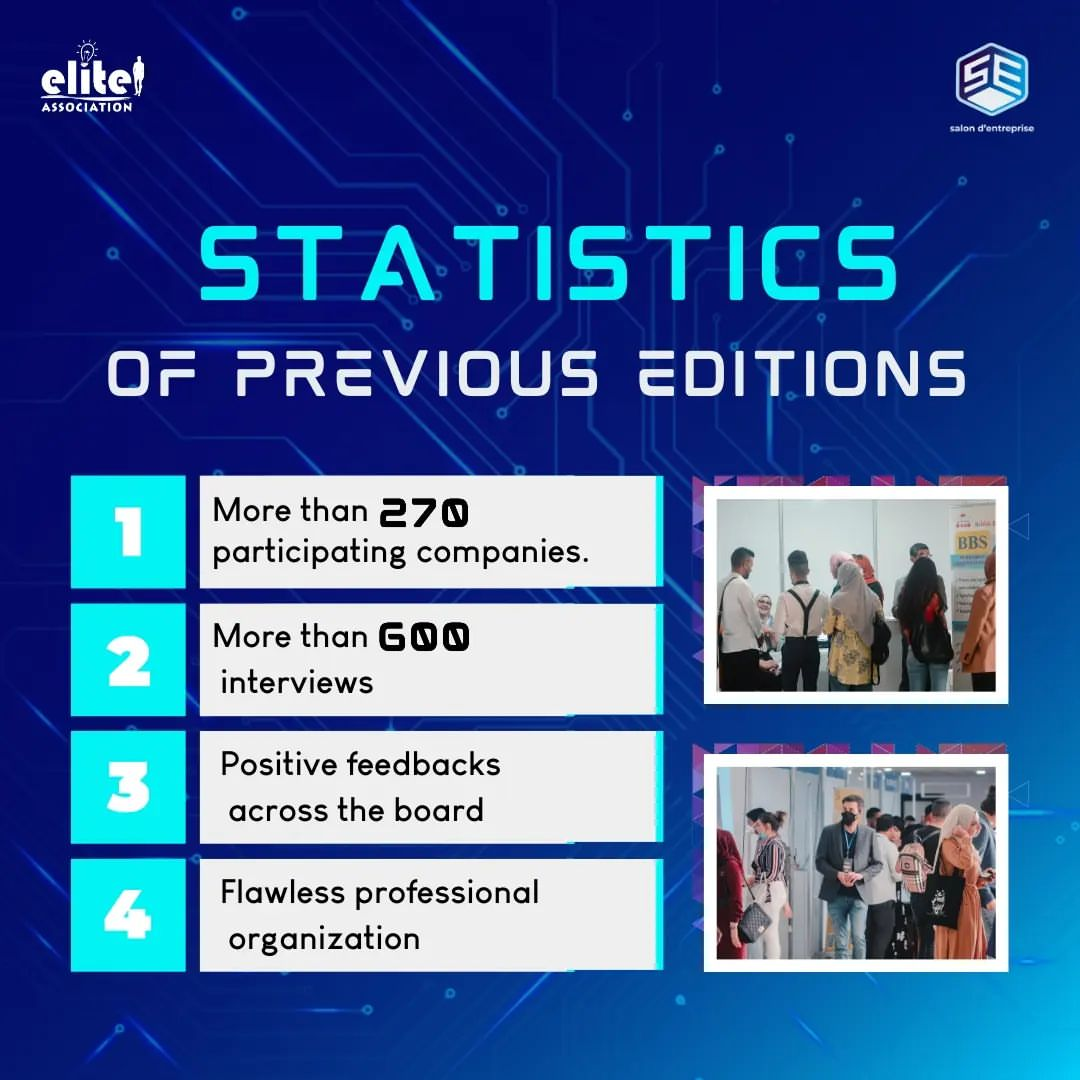 elite
ASSOCIATION
SE
salon d'entreprise
STATISTICS
OF PREVIOUS EDITIONS
1
More than 270
participating companies.
2
More than 600
interviews
3
Positive feedbacks
across the board
4
Flawless professional
organization
BBS